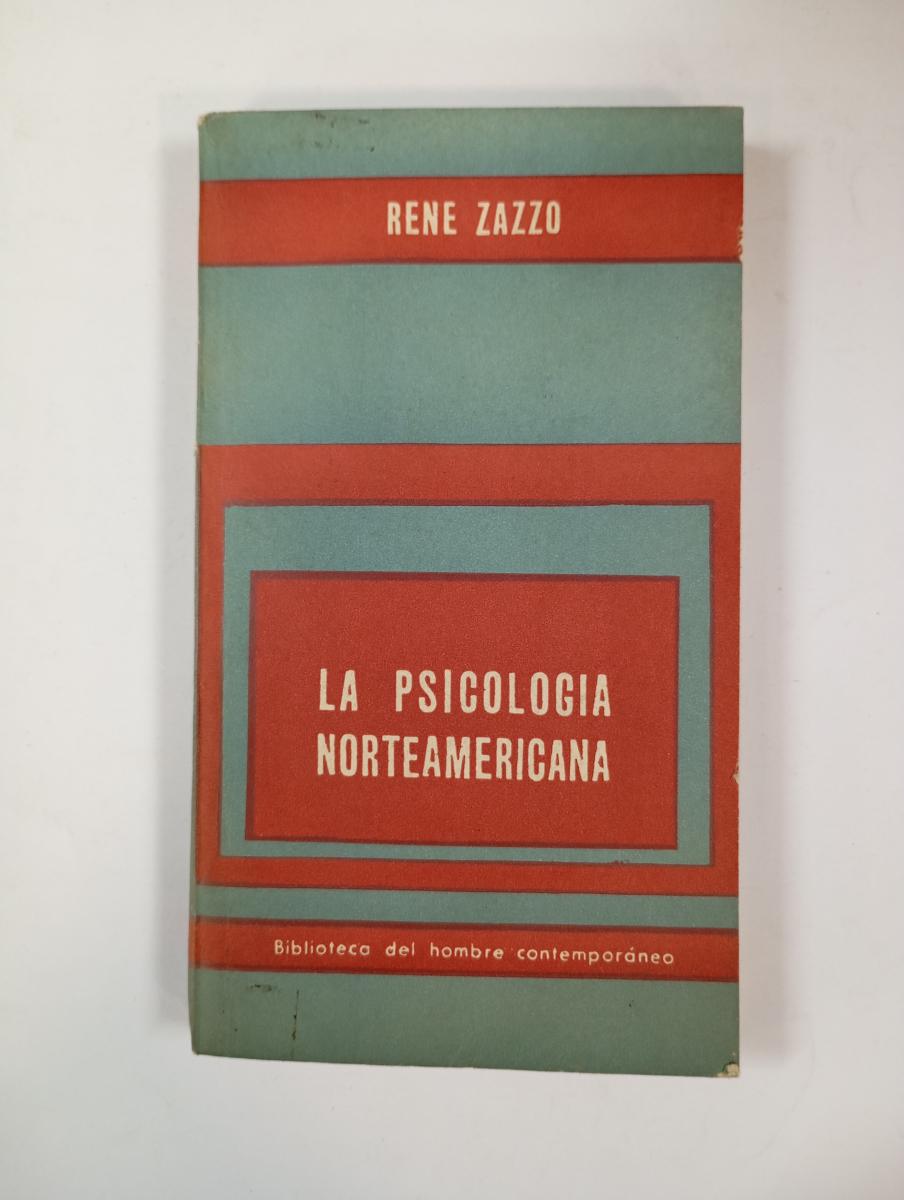 RENE ZAZZO
LA PSICOLOGIA
NORTEAMERICANA
Biblioteca del hombre contemporáneo